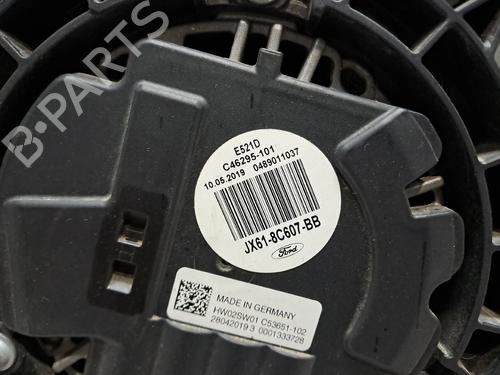 B-PARTS
E521D
C46295-101
10.05.2019 0489011037
JX61-8C607-BB
Ford
MADE IN GERMANY
HW02SW01 C53651-102
28042019 3 0001333728